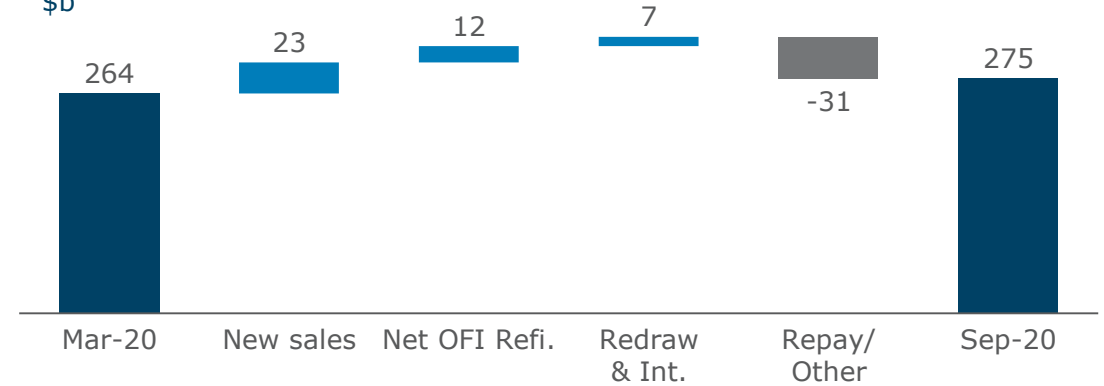 $b
264
23
12
7
-31
275
Mar-20
New sales
Net OFI Refi.
Redraw
& Int.
Repay/
Other
Sep-20